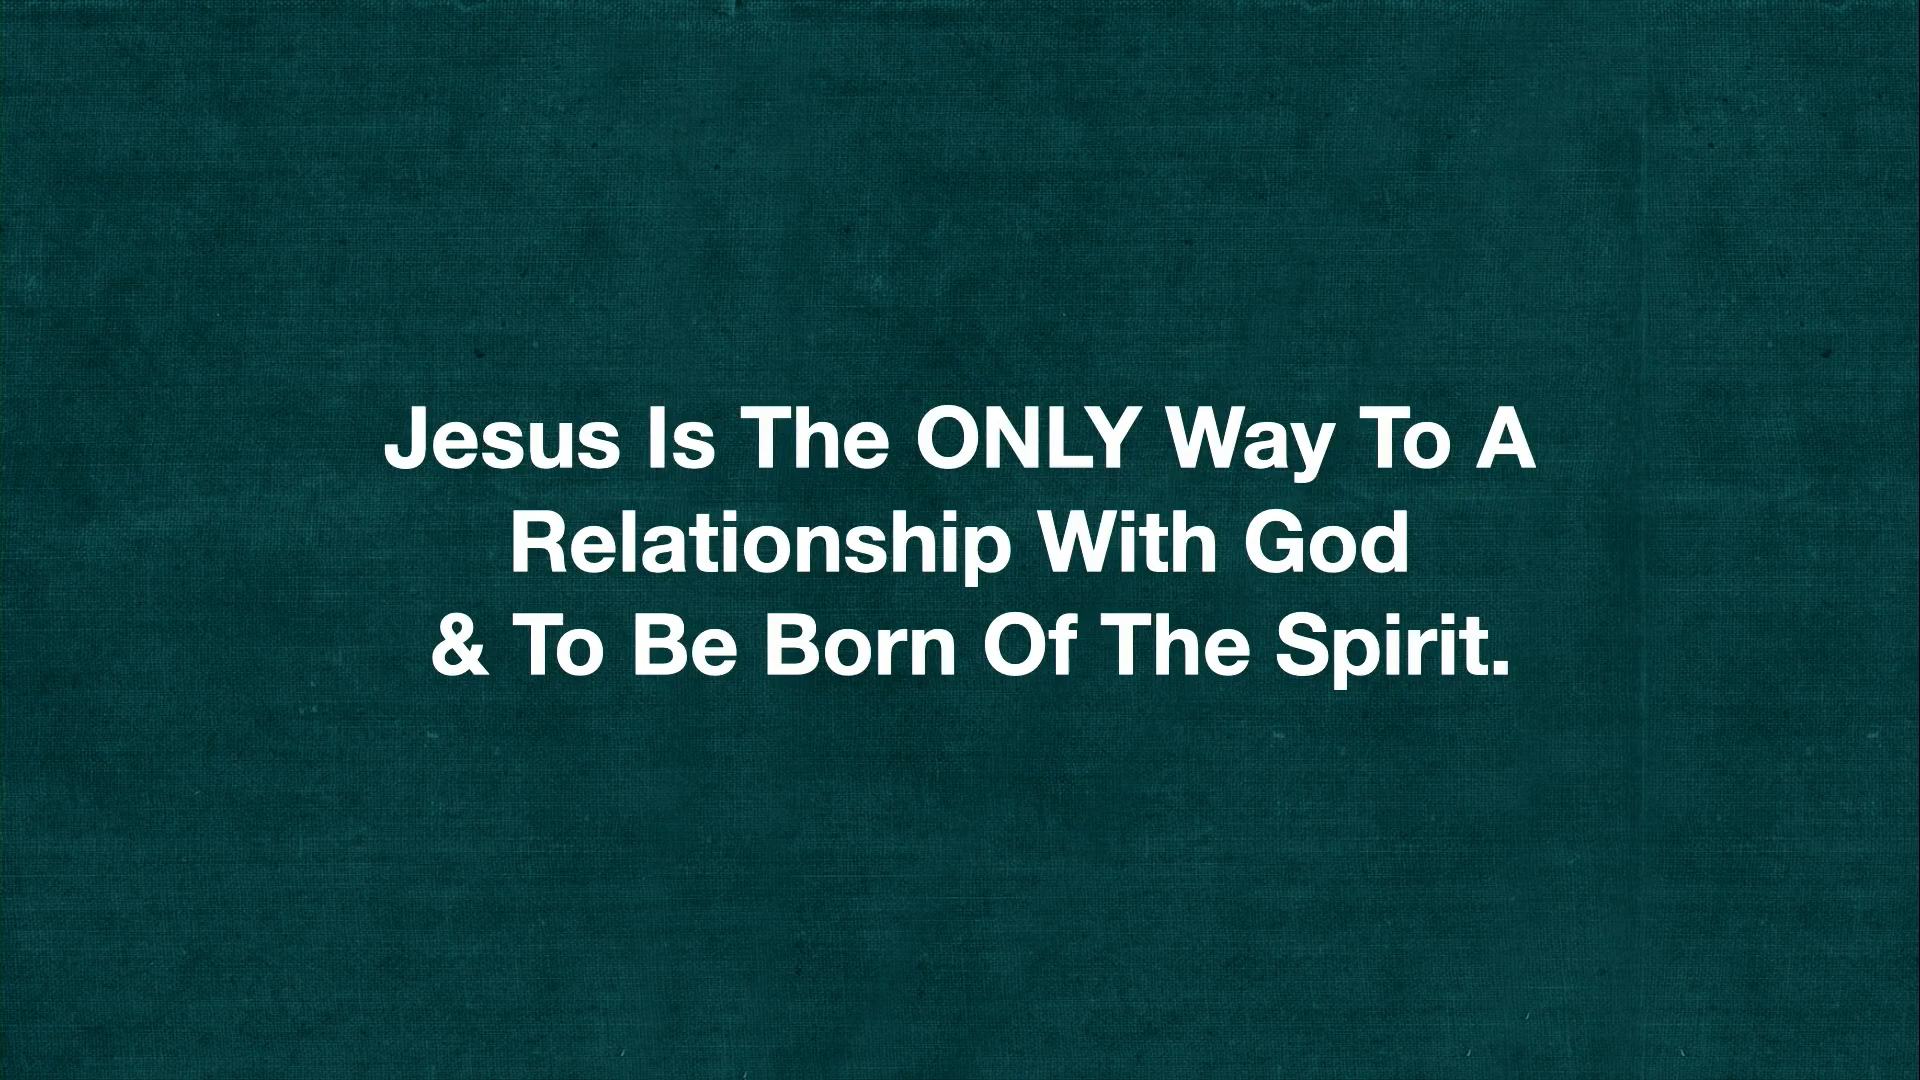 Jesus Is The ONLY Way To A
Relationship With God
& To Be Born Of The Spirit.